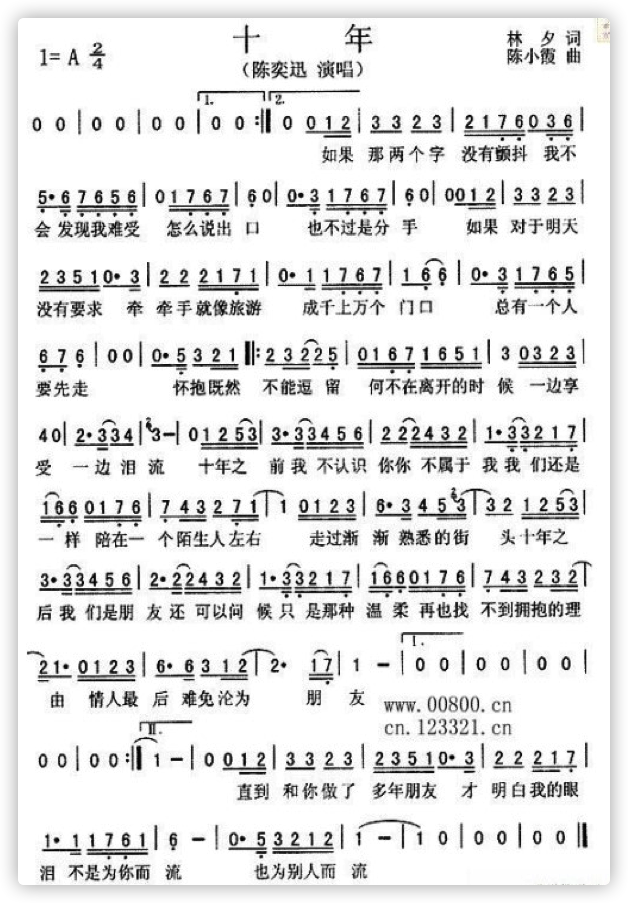 十 年
1=A 2/4
(陈奕迅 演唱)
林 夕 词
陈小霞 曲
1. 2.
0 0 | 0 0 | 0 0 | 0 0 :‖ 0 0 1 2 | 3 3 2 3 | 2 1 7 6 0 3 6 |
如果 那两个字 没有颤抖 我不
5· 6 7 6 5 6 | 0 1 7 6 7 | 6 0 | 0· 3 1 7 6 7 | 6 0 | 0 0 1 2 | 3 3 2 3 |
会 发现我难受 怎么说出 口 也不过是分 手 如果 对于明天
2 3 5 1 0· 3 | 2 2 2 1 7 1 | 0· 1 1 7 6 7 | 1 6 6 | 0· 3 1 7 6 5 |
没有要求 牵 牵手就像旅游 成千上万个 门口 总有一个人
6 7 6 | 0 0 | 0· 5 3 2 1 ‖: 2 3 2 2 5 | 0 1 6 7 1 6 5 1 | 3 0 3 2 3 |
要先走 怀抱既然 不能逗 留 何不在离开的时 候 一边享
4 0 | 2· 3 3 4 | 3 - | 0 1 2 5 3 | 3· 3 3 4 5 6 | 2 2 2 4 3 2 | 1· 3 3 2 1 7 |
受 一边泪流 十年之 前我 不认识 你你 不属于 我我 们还是
1 6 6 0 1 7 6 | 7 4 3 2 7 1 | 1 0 1 2 3 | 6· 3 4 5 3 | 3 2 1 2 5 3 |
一 样 陪在一 个陌生人左右 走过渐 渐 熟悉的街 头十年之
3· 3 3 4 5 6 | 2· 2 2 4 3 2 | 1· 3 3 2 1 7 | 1 6 6 0 1 7 6 | 7 4 3 2 3 2 |
后我 们是朋 友还 可以问 候只 是那种 温 柔 再也找 不到拥抱的理
1.
2 1· 0 1 2 3 | 6· 6 3 1 2 | 2· 1 7 | 1 - | 0 0 | 0 0 | 0 0 |
由 情人最 后 难免沦为 朋 友
www.00800.cn
cn.123321.cn
II.
0 0 | 0 0 :‖ 1 - | 0 0 1 2 | 3 3 2 3 | 2 3 5 1 0· 3 | 2 2 2 1 7 |
直到 和你做了 多年朋友 才 明白我的眼
1· 1 1 7 6 1 | 6 - | 0· 5 3 2 1 2 | 1 - | 1 0 | 0 0 | 0 0 ‖
泪 不是为你而 流 也为别人而 流